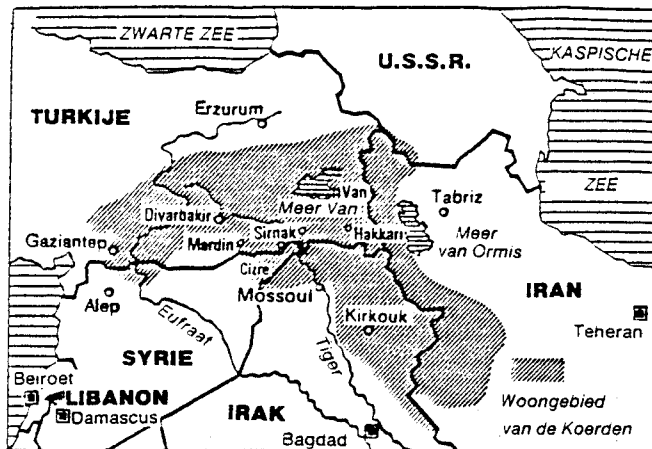 ZWARTE ZEE
U.S.S.R.
KASPISCHE
ZEE
TURKIJE
Erzurum
Van
Meer Van
Tabriz
Meer
van Ormis
Divarbakır
Mardin
Sirnak
Hakkari
Gaziantep
Cizre
Mossoul
Alep
Eufraat
Kirkouk
IRAN
Teheran
SYRIE
Tiger
Beiroet
LIBANON
Damascus
IRAK
Bagdad
Woongebied
van de Koerden